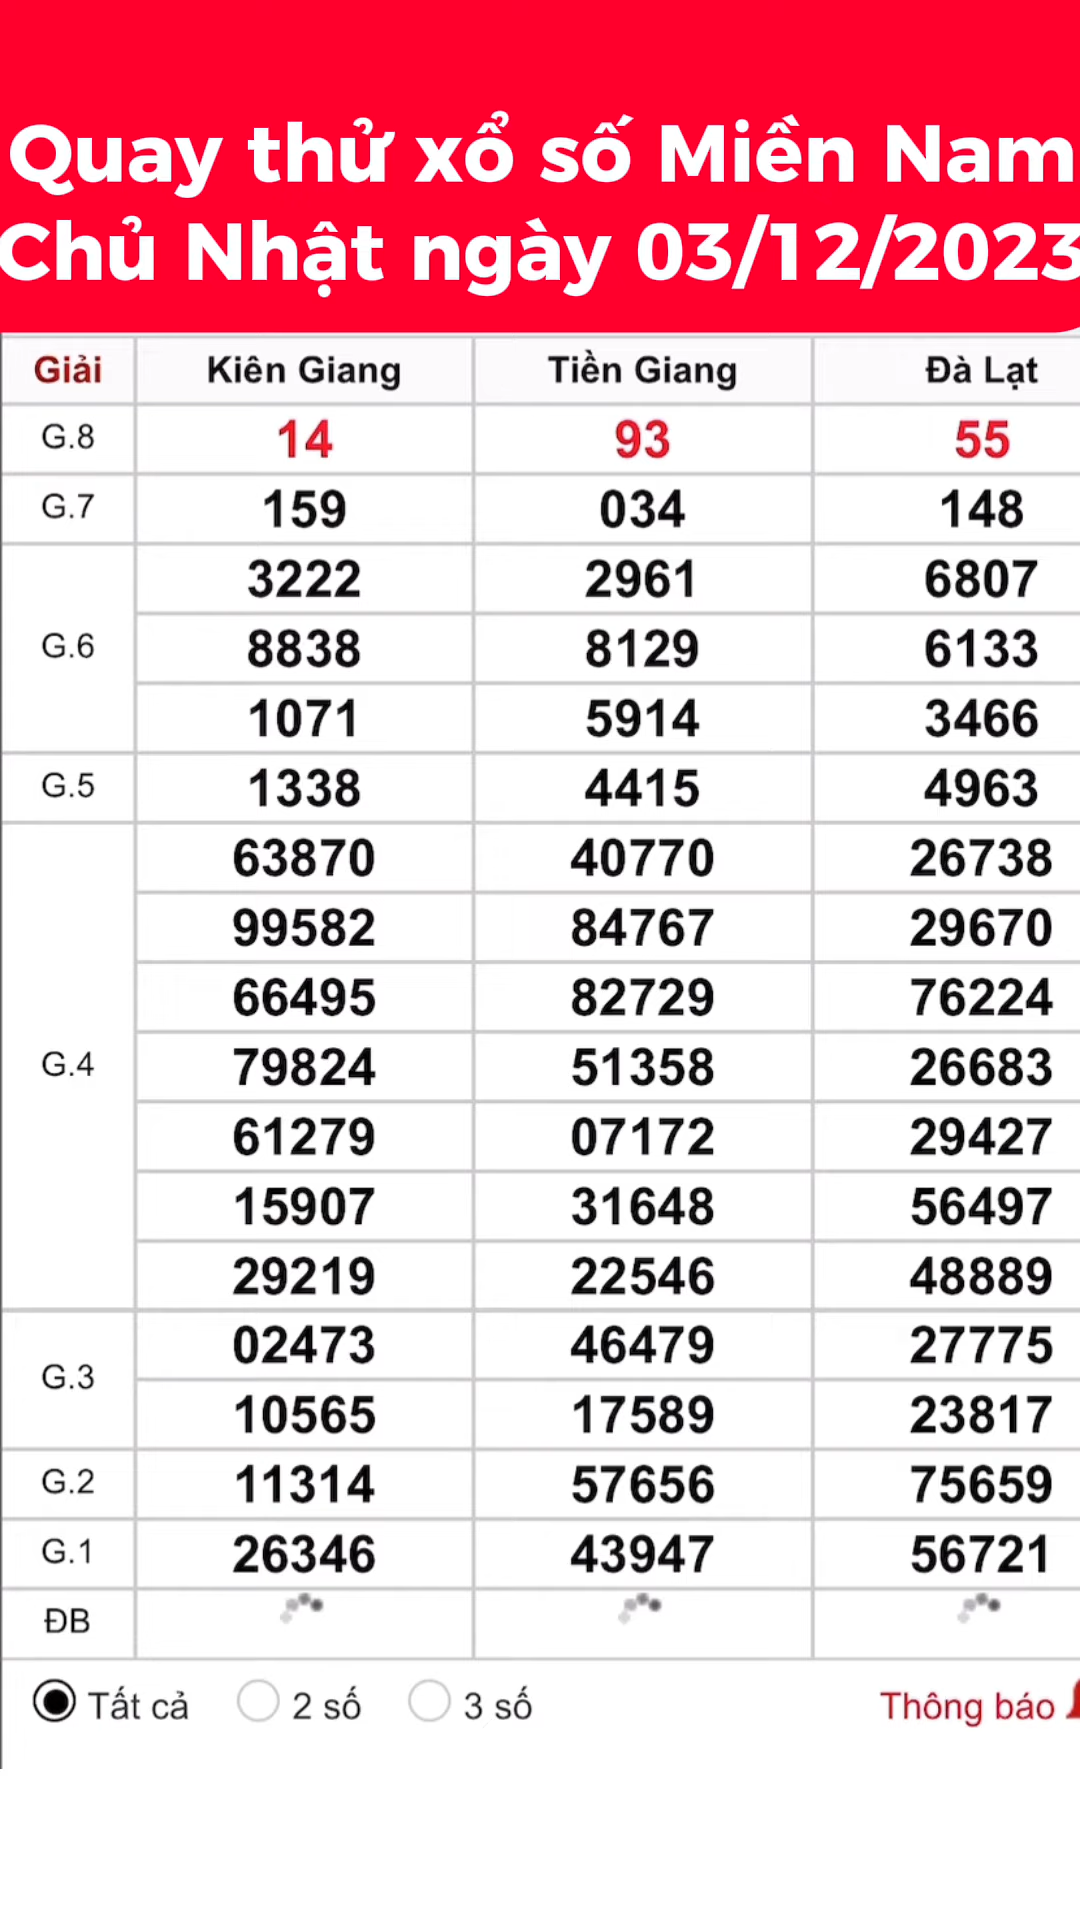 Quay thử xổ số Miền Nam
Chủ Nhật ngày 03/12/2023
Giải Kiên Giang Tiền Giang Đà Lạt
G.8 14 93 55
G.7 159 034 148
3222 2961 6807
G.6 8838 8129 6133
1071 5914 3466
G.5 1338 4415 4963
63870 40770 26738
99582 84767 29670
66495 82729 76224
G.4 79824 51358 26683
61279 07172 29427
15907 31648 56497
29219 22546 48889
G.3 02473 46479 27775
10565 17589 23817
G.2 11314 57656 75659
G.1 26346 43947 56721
ĐB
Tất cả 2 số 3 số Thông báo